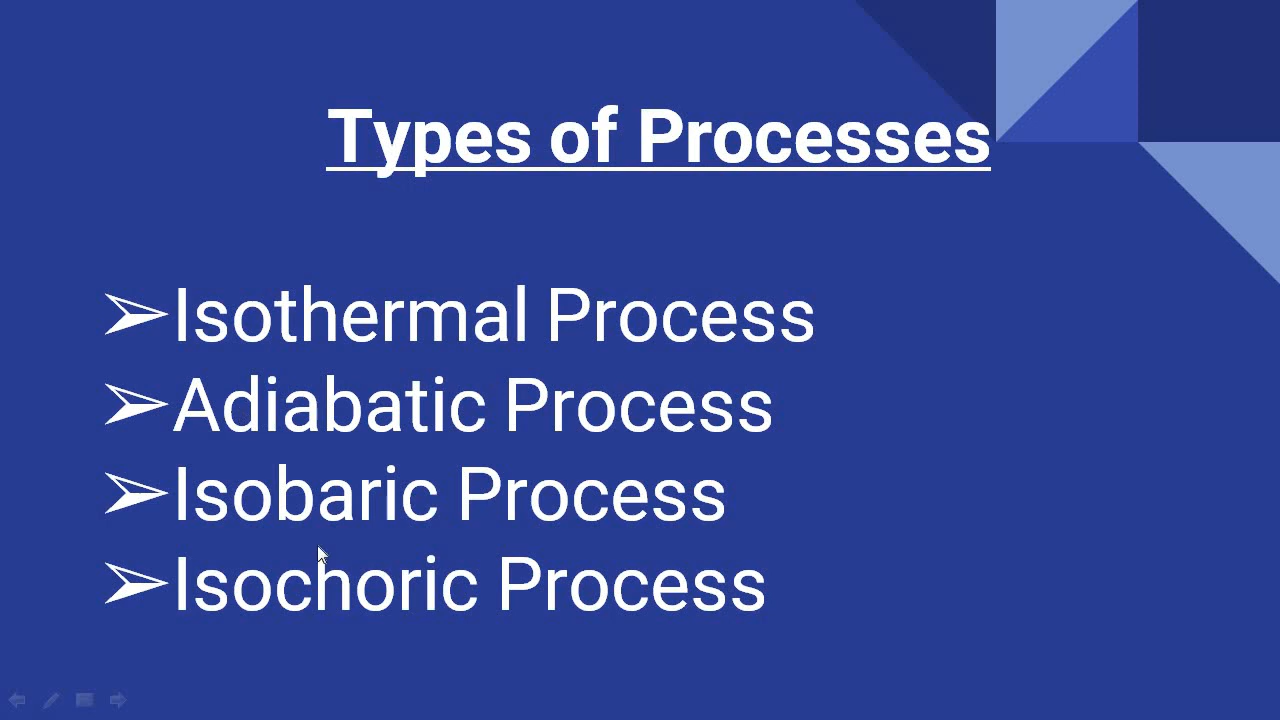 Types of Processes
➢Isothermal Process
➢Adiabatic Process
➢Isobaric Process
➢Isochoric Process